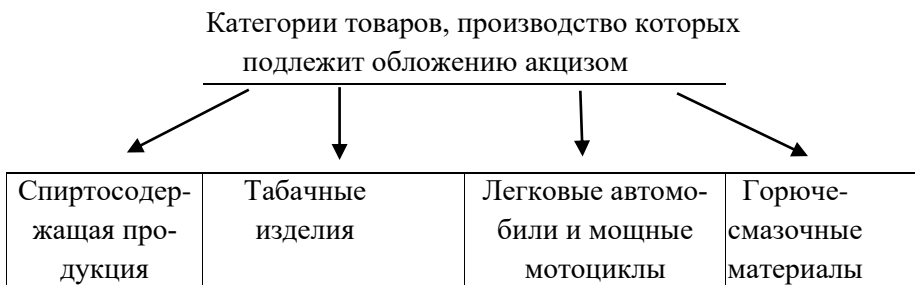 Категории товаров, производство которых
подлежит обложению акцизом
Спиртосодер-
жащая про-
дукция
Табачные
изделия
Легковые автомо-
били и мощные
мотоциклы
Горюче-
смазочные
материалы